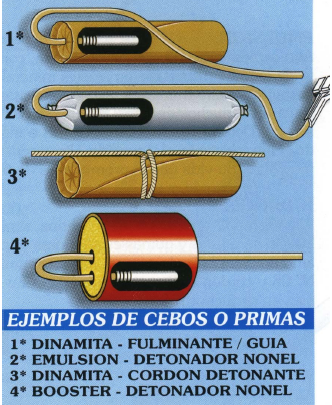 1*
2*
3*
4*
EJEMPLOS DE CEBOS O PRIMAS
1* DINAMITA - FULMINANTE / GUIA
2* EMULSION - DETONADOR NONEL
3* DINAMITA - CORDON DETONANTE
4* BOOSTER - DETONADOR NONEL